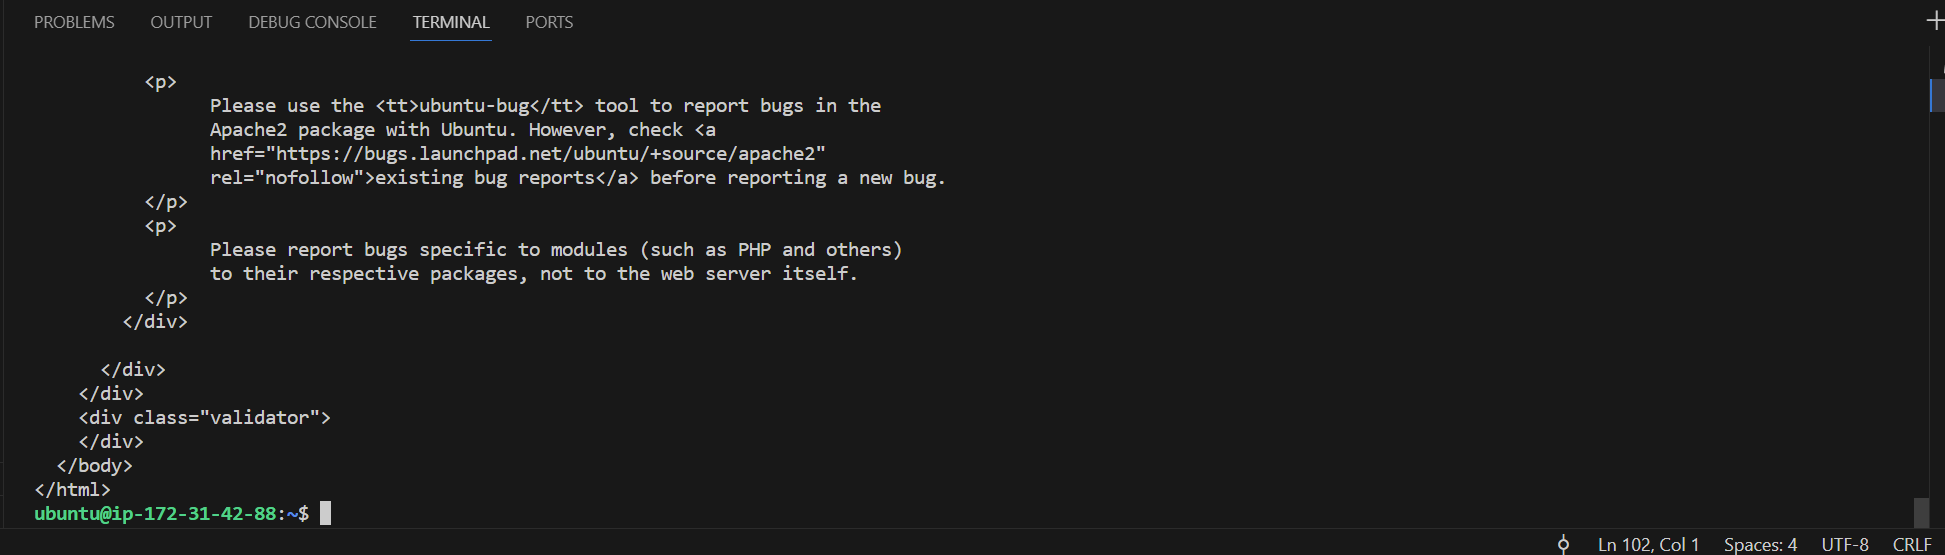 PROBLEMS OUTPUT DEBUG CONSOLE TERMINAL PORTS
<p>
Please use the <tt>ubuntu-bug</tt> tool to report bugs in the
Apache2 package with Ubuntu. However, check <a
href="https://bugs.launchpad.net/ubuntu/+source/apache2"
rel="nofollow">existing bug reports</a> before reporting a new bug.
</p>
<p>
Please report bugs specific to modules (such as PHP and others)
to their respective packages, not to the web server itself.
</p>
</div>
</div>
</div>
<div class="validator">
</div>
</body>
</html>
ubuntu@ip-172-31-42-88:~$
Ln 102, Col 1 Spaces: 4 UTF-8 CRLF